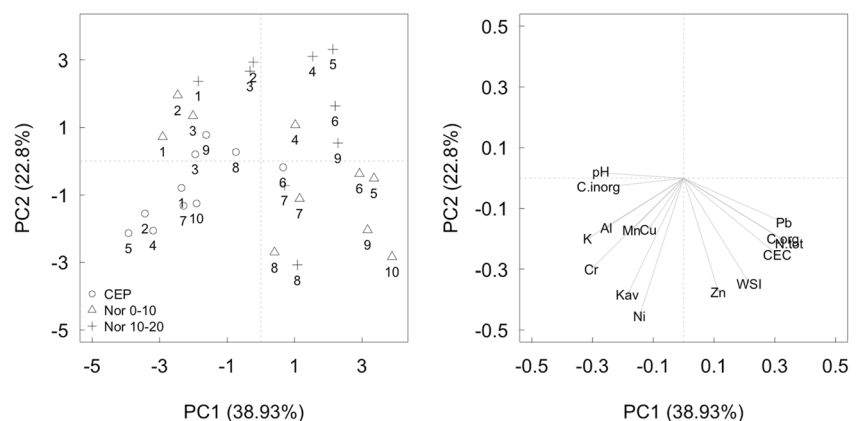 3
1
-1
-3
-5
PC2 (22.8%)
1
2
3
4
5
2
3
1
4
6
9
1
3
9
8
6
7
7
6
5
1
7
10
2
5
4
8
8
9
10
CEP
Nor 0-10
Nor 10-20
-5 -3 -1 1 3
PC1 (38.93%)
0.5
0.3
0.1
-0.1
-0.3
-0.5
PC2 (22.8%)
pH
C.inorg
Al
K
MnCu
Cr
Kav
Ni
Zn
WSI
Pb
C.org
N.tot
CEC
-0.5 -0.3 -0.1 0.1 0.3 0.5
PC1 (38.93%)